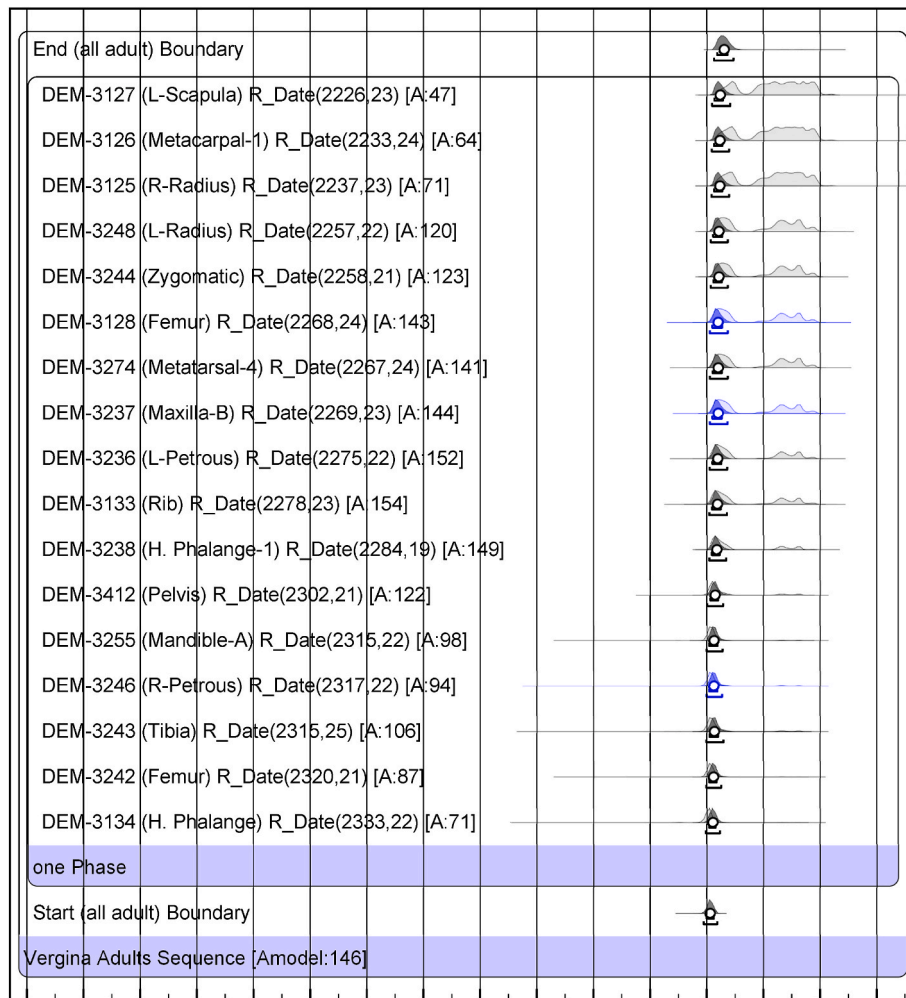 End (all adult) Boundary
DEM-3127 (L-Scapula) R_Date(2226,23) [A:47]
DEM-3126 (Metacarpal-1) R_Date(2233,24) [A:64]
DEM-3125 (R-Radius) R_Date(2237,23) [A:71]
DEM-3248 (L-Radius) R_Date(2257,22) [A:120]
DEM-3244 (Zygomatic) R_Date(2258,21) [A:123]
DEM-3128 (Femur) R_Date(2268,24) [A:143]
DEM-3274 (Metatarsal-4) R_Date(2267,24) [A:141]
DEM-3237 (Maxilla-B) R_Date(2269,23) [A:144]
DEM-3236 (L-Petrous) R_Date(2275,22) [A:152]
DEM-3133 (Rib) R_Date(2278,23) [A:154]
DEM-3238 (H. Phalange-1) R_Date(2284,19) [A:149]
DEM-3412 (Pelvis) R_Date(2302,21) [A:122]
DEM-3255 (Mandible-A) R_Date(2315,22) [A:98]
DEM-3246 (R-Petrous) R_Date(2317,22) [A:94]
DEM-3243 (Tibia) R_Date(2315,25) [A:106]
DEM-3242 (Femur) R_Date(2320,21) [A:87]
DEM-3134 (H. Phalange) R_Date(2333,22) [A:71]
one Phase
Start (all adult) Boundary
Vergina Adults Sequence [Amodel:146]